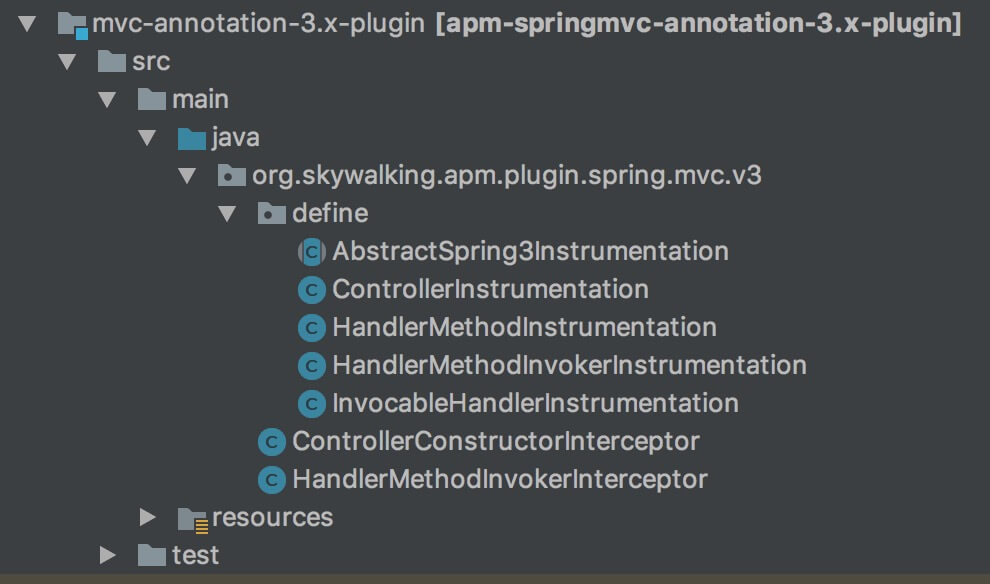 mvc-annotation-3.x-plugin [apm-springmvc-annotation-3.x-plugin]
src
main
java
org.skywalking.apm.plugin.spring.mvc.v3
define
C AbstractSpring3Instrumentation
C ControllerInstrumentation
C HandlerMethodInstrumentation
C HandlerMethodInvokerInstrumentation
C InvocableHandlerInstrumentation
C ControllerConstructorInterceptor
C HandlerMethodInvokerInterceptor
resources
test